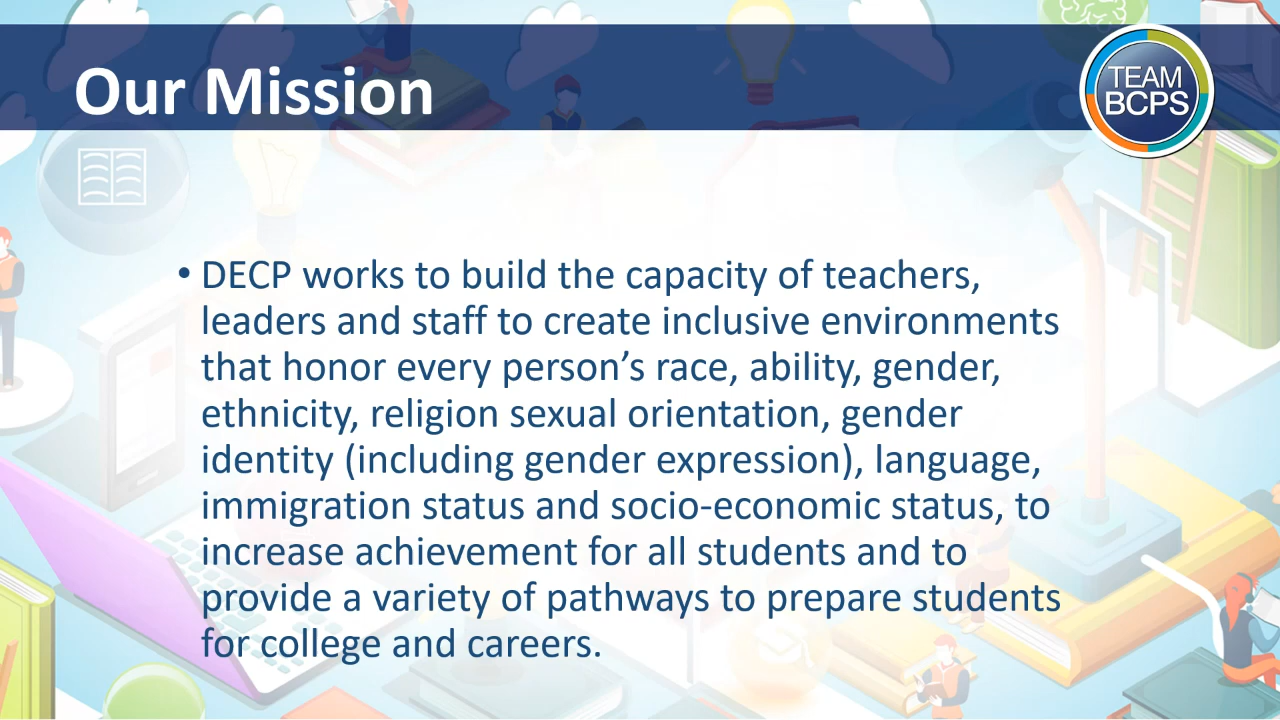 Our Mission
TEAM
BCPS
• DECP works to build the capacity of teachers,
leaders and staff to create inclusive environments
that honor every person’s race, ability, gender,
ethnicity, religion sexual orientation, gender
identity (including gender expression), language,
immigration status and socio-economic status, to
increase achievement for all students and to
provide a variety of pathways to prepare students
for college and careers.